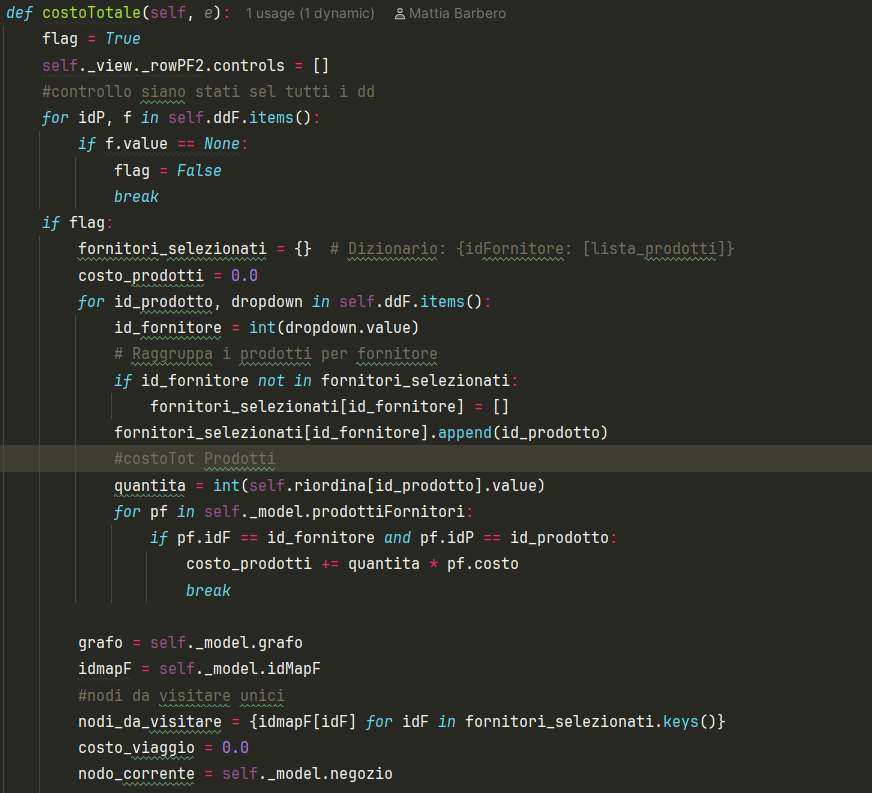 def costoTotale(self, e): 1 usage (1 dynamic) Mattia Barbero
    flag = True
    self._view._rowPF2.controls = []
    #controllo siano stati sel tutti i dd
    for idP, f in self.ddF.items():
        if f.value == None:
            flag = False
            break
    if flag:
        fornitori_selezionati = {}  # Dizionario: {idFornitore: [lista_prodotti]}
        costo_prodotti = 0.0
        for id_prodotto, dropdown in self.ddF.items():
            id_fornitore = int(dropdown.value)
            # Raggruppa i prodotti per fornitore
            if id_fornitore not in fornitori_selezionati:
                fornitori_selezionati[id_fornitore] = []
            fornitori_selezionati[id_fornitore].append(id_prodotto)
            #costoTot Prodotti
            quantita = int(self.riordina[id_prodotto].value)
            for pf in self._model.prodottiFornitori:
                if pf.idF == id_fornitore and pf.idP == id_prodotto:
                    costo_prodotti += quantita * pf.costo
                    break
        grafo = self._model.grafo
        idmapF = self._model.idMapF
        #nodi da visitare unici
        nodi_da_visitare = {idmapF[idF] for idF in fornitori_selezionati.keys()}
        costo_viaggio = 0.0
        nodo_corrente = self._model.negozio